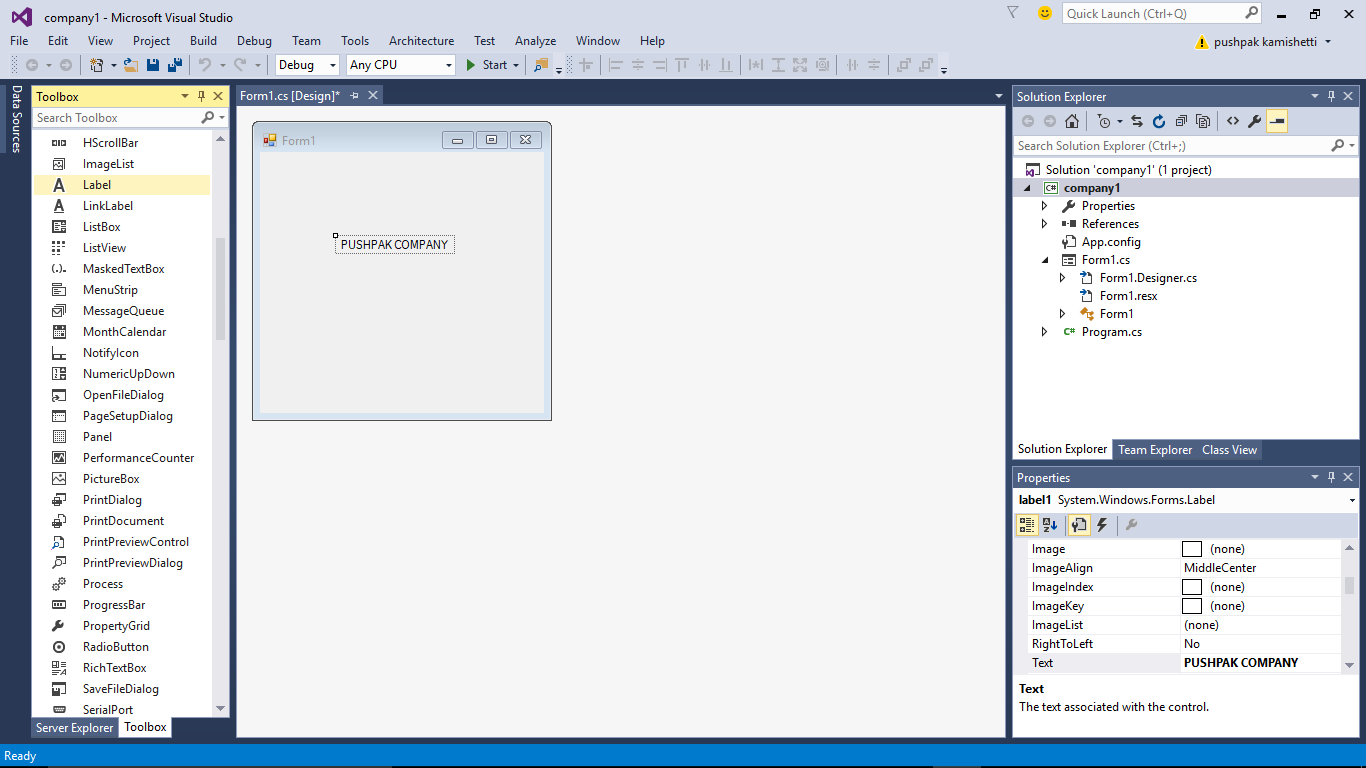 company1 - Microsoft Visual Studio
Quick Launch (Ctrl+Q)
File Edit View Project Build Debug Team Tools Architecture Test Analyze Window Help
pushpak kamishetti
Debug Any CPU Start
Data Sources
Toolbox
Search Toolbox
HScrollBar
ImageList
Label
LinkLabel
ListBox
ListView
MaskedTextBox
MenuStrip
MessageQueue
MonthCalendar
NotifyIcon
NumericUpDown
OpenFileDialog
PageSetupDialog
Panel
PerformanceCounter
PictureBox
PrintDialog
PrintDocument
PrintPreviewControl
PrintPreviewDialog
Process
ProgressBar
PropertyGrid
RadioButton
RichTextBox
SaveFileDialog
SerialPort
Server Explorer Toolbox
Form1.cs [Design]*
Form1
PUSHPAK COMPANY
Solution Explorer
Search Solution Explorer (Ctrl+;)
Solution 'company1' (1 project)
company1
Properties
References
App.config
Form1.cs
Form1.Designer.cs
Form1.resx
Form1
Program.cs
Solution Explorer Team Explorer Class View
Properties
label1 System.Windows.Forms.Label
Image (none)
ImageAlign MiddleCenter
ImageIndex (none)
ImageKey (none)
ImageList (none)
RightToLeft No
Text PUSHPAK COMPANY
Text
The text associated with the control.
Ready